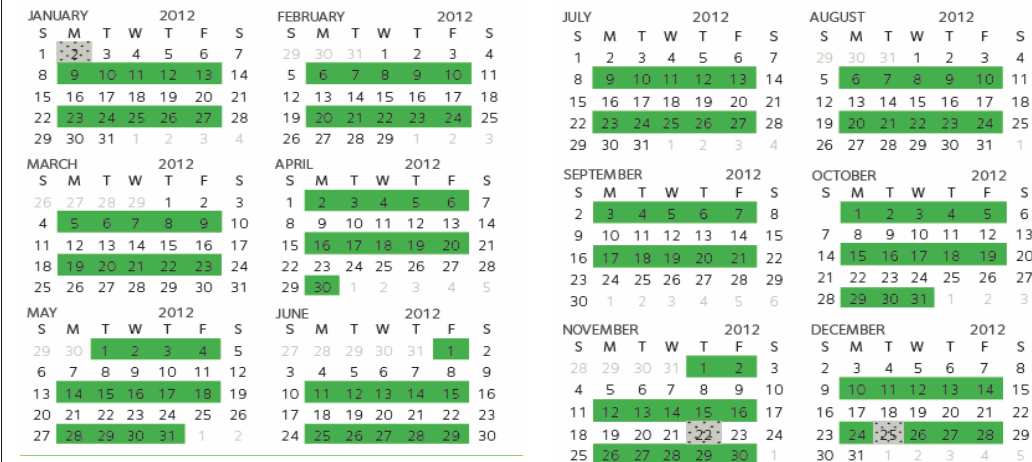 JANUARY 2012
S M T W T F S
1 2 3 4 5 6 7
8 9 10 11 12 13 14
15 16 17 18 19 20 21
22 23 24 25 26 27 28
29 30 31 1 2 3 4
FEBRUARY 2012
S M T W T F S
29 30 31 1 2 3 4
5 6 7 8 9 10 11
12 13 14 15 16 17 18
19 20 21 22 23 24 25
26 27 28 29 1 2 3
MARCH 2012
S M T W T F S
26 27 28 29 1 2 3
4 5 6 7 8 9 10
11 12 13 14 15 16 17
18 19 20 21 22 23 24
25 26 27 28 29 30 31
APRIL 2012
S M T W T F S
1 2 3 4 5 6 7
8 9 10 11 12 13 14
15 16 17 18 19 20 21
22 23 24 25 26 27 28
29 30 1 2 3 4 5
MAY 2012
S M T W T F S
29 30 1 2 3 4 5
6 7 8 9 10 11 12
13 14 15 16 17 18 19
20 21 22 23 24 25 26
27 28 29 30 31 1 2
JUNE 2012
S M T W T F S
27 28 29 30 31 1 2
3 4 5 6 7 8 9
10 11 12 13 14 15 16
17 18 19 20 21 22 23
24 25 26 27 28 29 30
JULY 2012
S M T W T F S
1 2 3 4 5 6 7
8 9 10 11 12 13 14
15 16 17 18 19 20 21
22 23 24 25 26 27 28
29 30 31 1 2 3 4
AUGUST 2012
S M T W T F S
29 30 31 1 2 3 4
5 6 7 8 9 10 11
12 13 14 15 16 17 18
19 20 21 22 23 24 25
26 27 28 29 30 31 1
SEPTEMBER 2012
S M T W T F S
2 3 4 5 6 7 8
9 10 11 12 13 14 15
16 17 18 19 20 21 22
23 24 25 26 27 28 29
30 1 2 3 4 5 6
OCTOBER 2012
S M T W T F S
1 2 3 4 5 6
7 8 9 10 11 12 13
14 15 16 17 18 19 20
21 22 23 24 25 26 27
28 29 30 31 1 2 3
NOVEMBER 2012
S M T W T F S
28 29 30 31 1 2 3
4 5 6 7 8 9 10
11 12 13 14 15 16 17
18 19 20 21 22 23 24
25 26 27 28 29 30 1
DECEMBER 2012
S M T W T F S
2 3 4 5 6 7 8
9 10 11 12 13 14 15
16 17 18 19 20 21 22
23 24 25 26 27 28 29
30 31 1 2 3 4 5